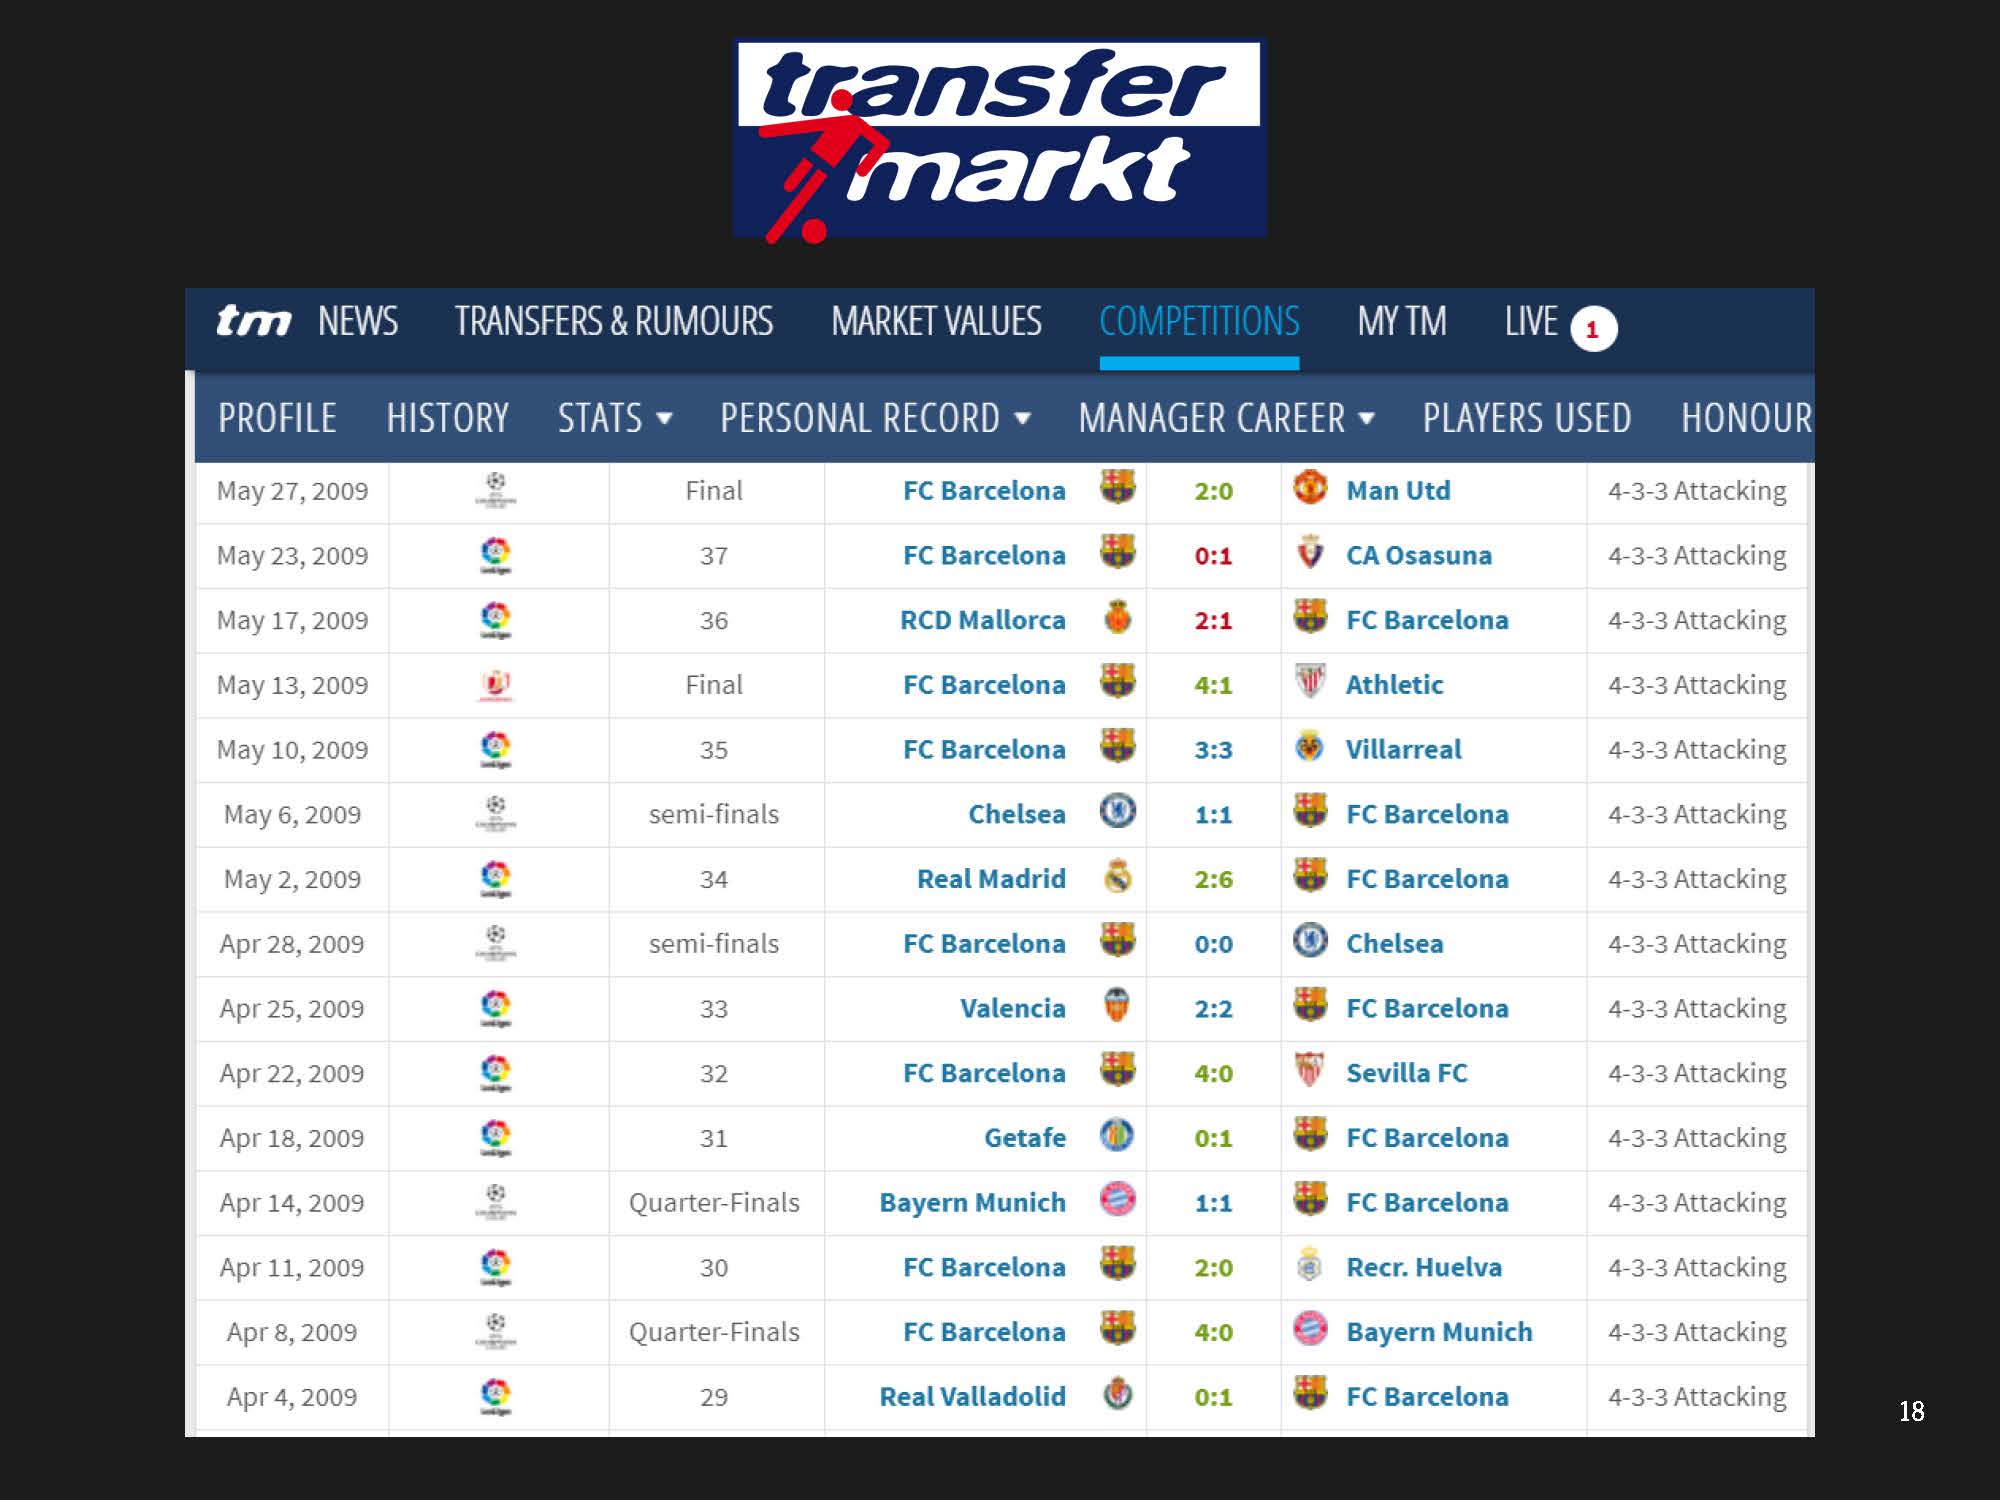 transfer
markt
tm NEWS TRANSFERS & RUMOURS MARKET VALUES COMPETITIONS MY TM LIVE 1
PROFILE HISTORY STATS PERSONAL RECORD MANAGER CAREER PLAYERS USED HONOUR
May 27, 2009 Final FC Barcelona 2:0 Man Utd 4-3-3 Attacking
May 23, 2009 37 FC Barcelona 0:1 CA Osasuna 4-3-3 Attacking
May 17, 2009 36 RCD Mallorca 2:1 FC Barcelona 4-3-3 Attacking
May 13, 2009 Final FC Barcelona 4:1 Athletic 4-3-3 Attacking
May 10, 2009 35 FC Barcelona 3:3 Villarreal 4-3-3 Attacking
May 6, 2009 semi-finals Chelsea 1:1 FC Barcelona 4-3-3 Attacking
May 2, 2009 34 Real Madrid 2:6 FC Barcelona 4-3-3 Attacking
Apr 28, 2009 semi-finals FC Barcelona 0:0 Chelsea 4-3-3 Attacking
Apr 25, 2009 33 Valencia 2:2 FC Barcelona 4-3-3 Attacking
Apr 22, 2009 32 FC Barcelona 4:0 Sevilla FC 4-3-3 Attacking
Apr 18, 2009 31 Getafe 0:1 FC Barcelona 4-3-3 Attacking
Apr 14, 2009 Quarter-Finals Bayern Munich 1:1 FC Barcelona 4-3-3 Attacking
Apr 11, 2009 30 FC Barcelona 2:0 Recr. Huelva 4-3-3 Attacking
Apr 8, 2009 Quarter-Finals FC Barcelona 4:0 Bayern Munich 4-3-3 Attacking
Apr 4, 2009 29 Real Valladolid 0:1 FC Barcelona 4-3-3 Attacking
18